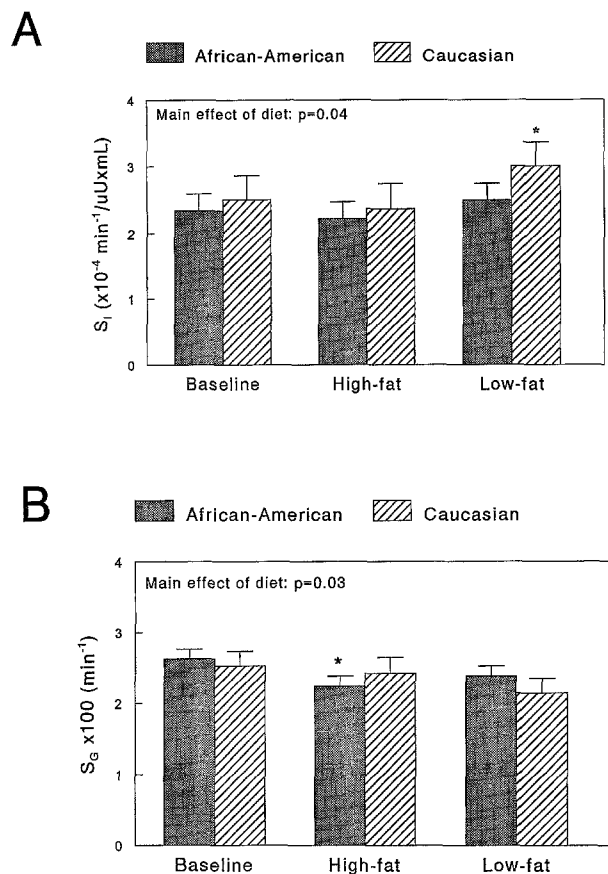 A
African-American Caucasian
Main effect of diet: p=0.04
*
4
3
2
1
0
S_I (x10⁻⁴ min⁻¹/uUxmL)
Baseline High-fat Low-fat
B
African-American Caucasian
Main effect of diet: p=0.03
*
4
3
2
1
0
S_G x100 (min⁻¹)
Baseline High-fat Low-fat